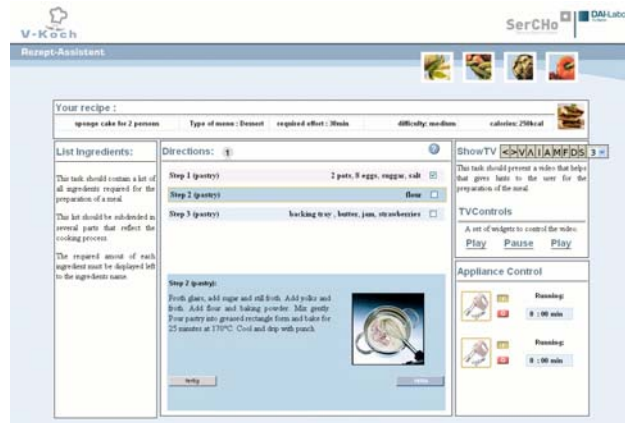 V-Koch
SerCHo
DAI-Labor
Rezept-Assistent
Your recipe :
sponge cake for 2 persons Type of menu : Dessert required effort : 30min difficulty: medium calories: 250kcal
List Ingredients:
This task should contain a list of
all ingredients required for the
preparation of a meal.
This list should be subdivided in
several parts that reflect the
cooking process.
The required amout of each
ingredient must be displayed left
to the ingredients name.
Directions: 1
Step 1 (pastry) 2 pots, 8 eggs, suggar, salt
Step 2 (pastry) flour
Step 3 (pastry) backing tray , butter, jam, strawberries
Step 2 (pastry):
Froth glairs, add sugar and stil froth. Add yolks and
froth. Add flour and baking powder. Mix gently.
Pour pastry into greased rectangle form and bake for
25 minutes at 170°C. Cool and drip with punch.
fertig
ShowTV <> V Λ I A M F D S 3
This task should present a video that helps
that gives hints to the user for the
preparation of the meal.
TVControls
A set of widgets to control the video.
Play Pause Play
Appliance Control
Running:
0 : 00 min
Running:
0 : 00 min